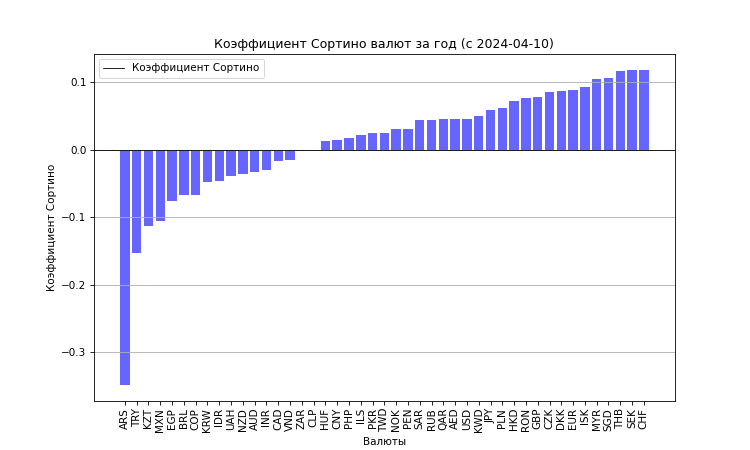 Коэффициент Сортино валют за год (с 2024-04-10)
Коэффициент Сортино
0.1
0.0
−0.1
−0.2
−0.3
Коэффициент Сортино
ARS TRY KZT MXN EGP BRL COP KRW IDR UAH NZD AUD INR CAD VND ZAR CLP HUF CNY PHP ILS PKR TWD NOK PEN SAR RUB QAR AED USD KWD JPY PLN HKD RON GBP CZK DKK EUR ISK MYR SGD THB SEK CHF
Валюты